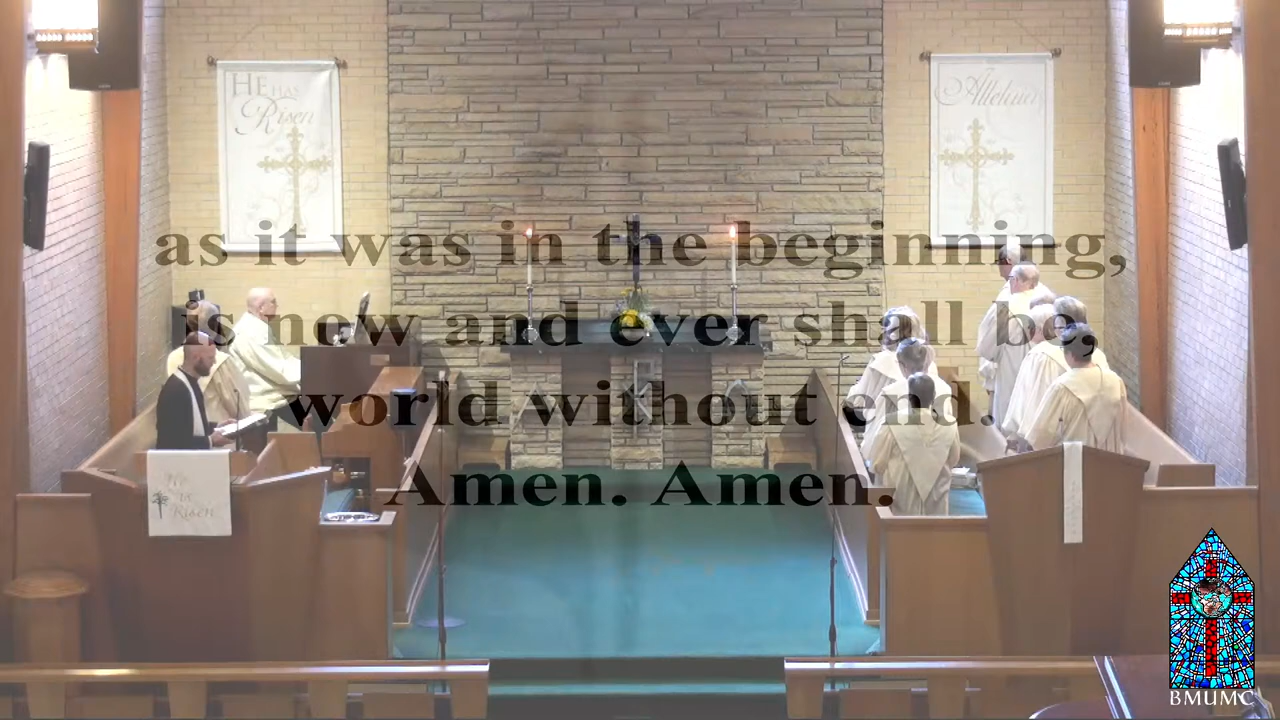 HE HAS
Risen
Alleluia
as it was in the beginning,
is now and ever shall be,
world without end.
Amen. Amen.
He
is
Risen
BMUMC